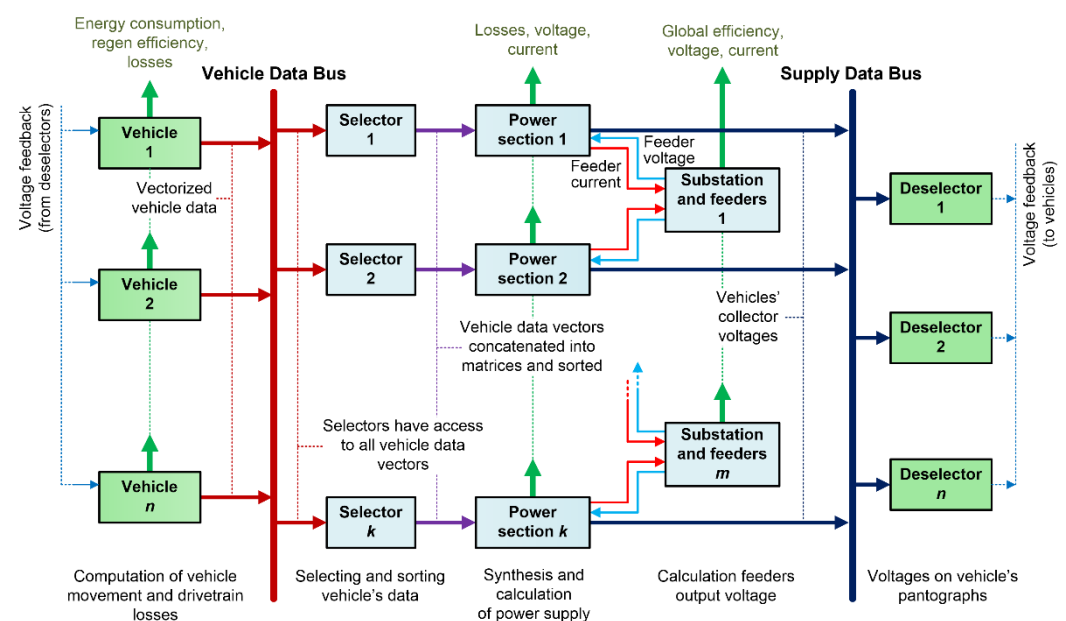 Energy consumption,
regen efficiency,
losses
Losses, voltage,
current
Global efficiency,
voltage, current
Vehicle Data Bus
Supply Data Bus
Voltage feedback
(from deselectors)
Vehicle
1
Vectorized
vehicle data
Vehicle
2
Vehicle
n
Selector
1
Selector
2
Selectors have access
to all vehicle data
vectors
Selector
k
Power
section 1
Feeder
voltage
Feeder
current
Substation
and feeders
1
Power
section 2
Vehicle data vectors
concatenated into
matrices and sorted
Vehicles’
collector
voltages
Substation
and feeders
m
Power
section k
Deselector
1
Deselector
2
Deselector
n
Voltage feedback
(to vehicles)
Computation of vehicle
movement and drivetrain
losses
Selecting and sorting
vehicle’s data
Synthesis and
calculation
of power supply
Calculation feeders
output voltage
Voltages on vehicle’s
pantographs